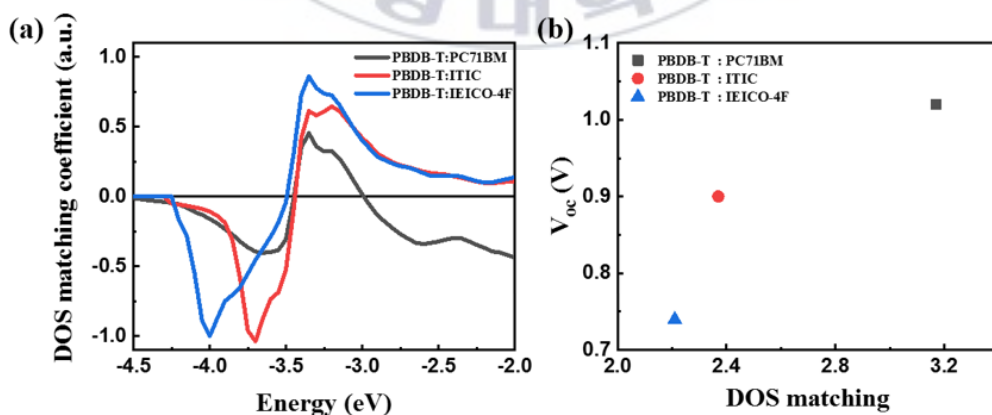 (a)
DOS matching coefficient (a.u.)
1.0
0.5
0.0
-0.5
-1.0
PBDB-T:PC71BM
PBDB-T:ITIC
PBDB-T:IEICO-4F
-4.5 -4.0 -3.5 -3.0 -2.5 -2.0
Energy (eV)
(b)
Voc (V)
1.1
1.0
0.9
0.8
0.7
PBDB-T : PC71BM
PBDB-T : ITIC
PBDB-T : IEICO-4F
2.0 2.4 2.8 3.2
DOS matching